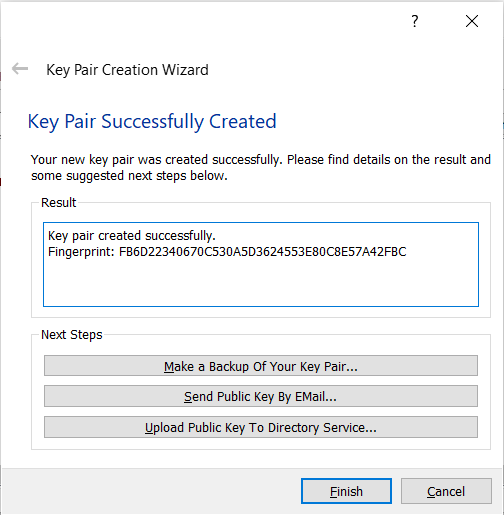 ?
Key Pair Creation Wizard
Key Pair Successfully Created
Your new key pair was created successfully. Please find details on the result and
some suggested next steps below.
Result
Key pair created successfully.
Fingerprint: FB6D22340670C530A5D3624553E80C8E57A42FBC
Next Steps
Make a Backup Of Your Key Pair...
Send Public Key By EMail...
Upload Public Key To Directory Service...
Finish
Cancel